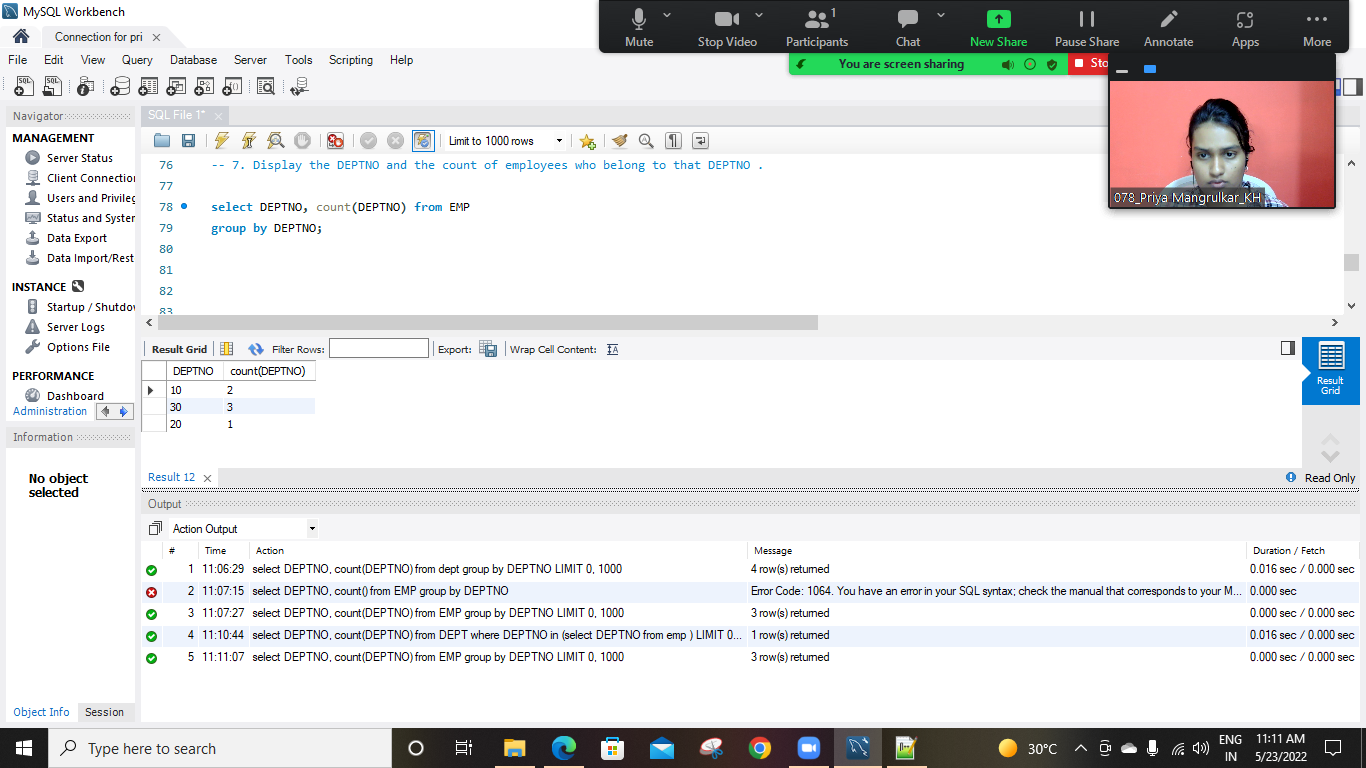 MySQL Workbench
Connection for pri
File Edit View Query Database Server Tools Scripting Help
Mute Stop Video 1 Participants Chat New Share Pause Share Annotate Apps More
You are screen sharing
Sto
078_Priya Mangrulkar_KH
Navigator
MANAGEMENT
Server Status
Client Connection
Users and Privileg
Status and System
Data Export
Data Import/Rest
INSTANCE
Startup / Shutdov
Server Logs
Options File
PERFORMANCE
Dashboard
Administration
Information
No object
selected
Object Info Session
SQL File 1*
Limit to 1000 rows
76 -- 7. Display the DEPTNO and the count of employees who belong to that DEPTNO .
77
78 select DEPTNO, count(DEPTNO) from EMP
79 group by DEPTNO;
80
81
82
83
Result Grid Filter Rows: Export: Wrap Cell Content:
DEPTNO count(DEPTNO)
10 2
30 3
20 1
Result
Grid
Result 12
Read Only
Output
Action Output
# Time Action Message Duration / Fetch
1 11:06:29 select DEPTNO, count(DEPTNO) from dept group by DEPTNO LIMIT 0, 1000 4 row(s) returned 0.016 sec / 0.000 sec
2 11:07:15 select DEPTNO, count() from EMP group by DEPTNO Error Code: 1064. You have an error in your SQL syntax; check the manual that corresponds to your M... 0.000 sec
3 11:07:27 select DEPTNO, count(DEPTNO) from EMP group by DEPTNO LIMIT 0, 1000 3 row(s) returned 0.000 sec / 0.000 sec
4 11:10:44 select DEPTNO, count(DEPTNO) from DEPT where DEPTNO in (select DEPTNO from emp ) LIMIT 0... 1 row(s) returned 0.016 sec / 0.000 sec
5 11:11:07 select DEPTNO, count(DEPTNO) from EMP group by DEPTNO LIMIT 0, 1000 3 row(s) returned 0.000 sec / 0.000 sec
Type here to search
30°C
ENG
IN
11:11 AM
5/23/2022